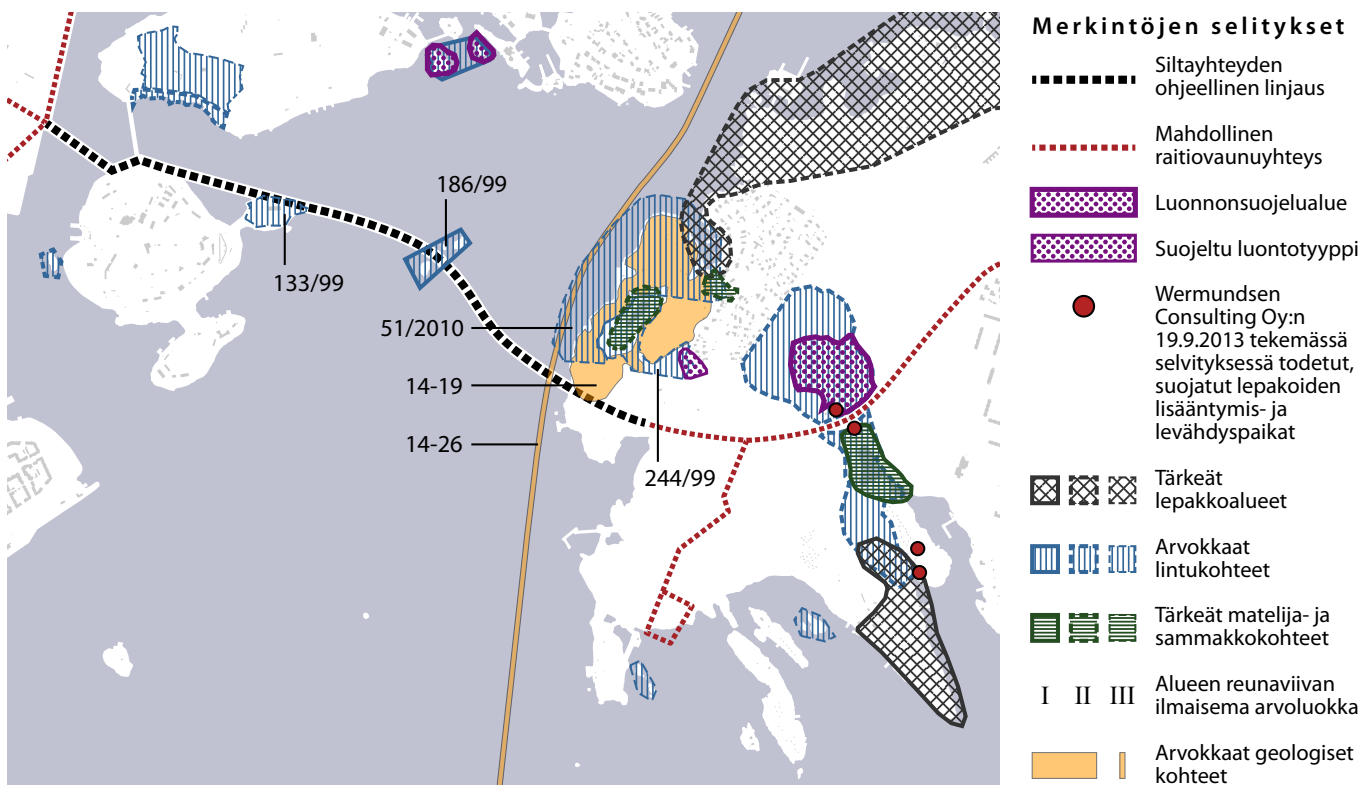 186/99
133/99
51/2010
14-19
14-26
244/99
Merkintöjen selitykset
Siltayhteyden
ohjeellinen linjaus
Mahdollinen
raitiovaunuyhteys
Luonnonsuojelualue
Suojeltu luontotyyppi
Wermundsen
Consulting Oy:n
19.9.2013 tekemässä
selvityksessä todetut,
suojatut lepakoiden
lisääntymis- ja
levähdyspaikat
Tärkeät
lepakkoalueet
Arvokkaat
lintukohteet
Tärkeät matelija- ja
sammakkokohteet
I II III Alueen reunaviivan
ilmaisema arvoluokka
Arvokkaat geologiset
kohteet